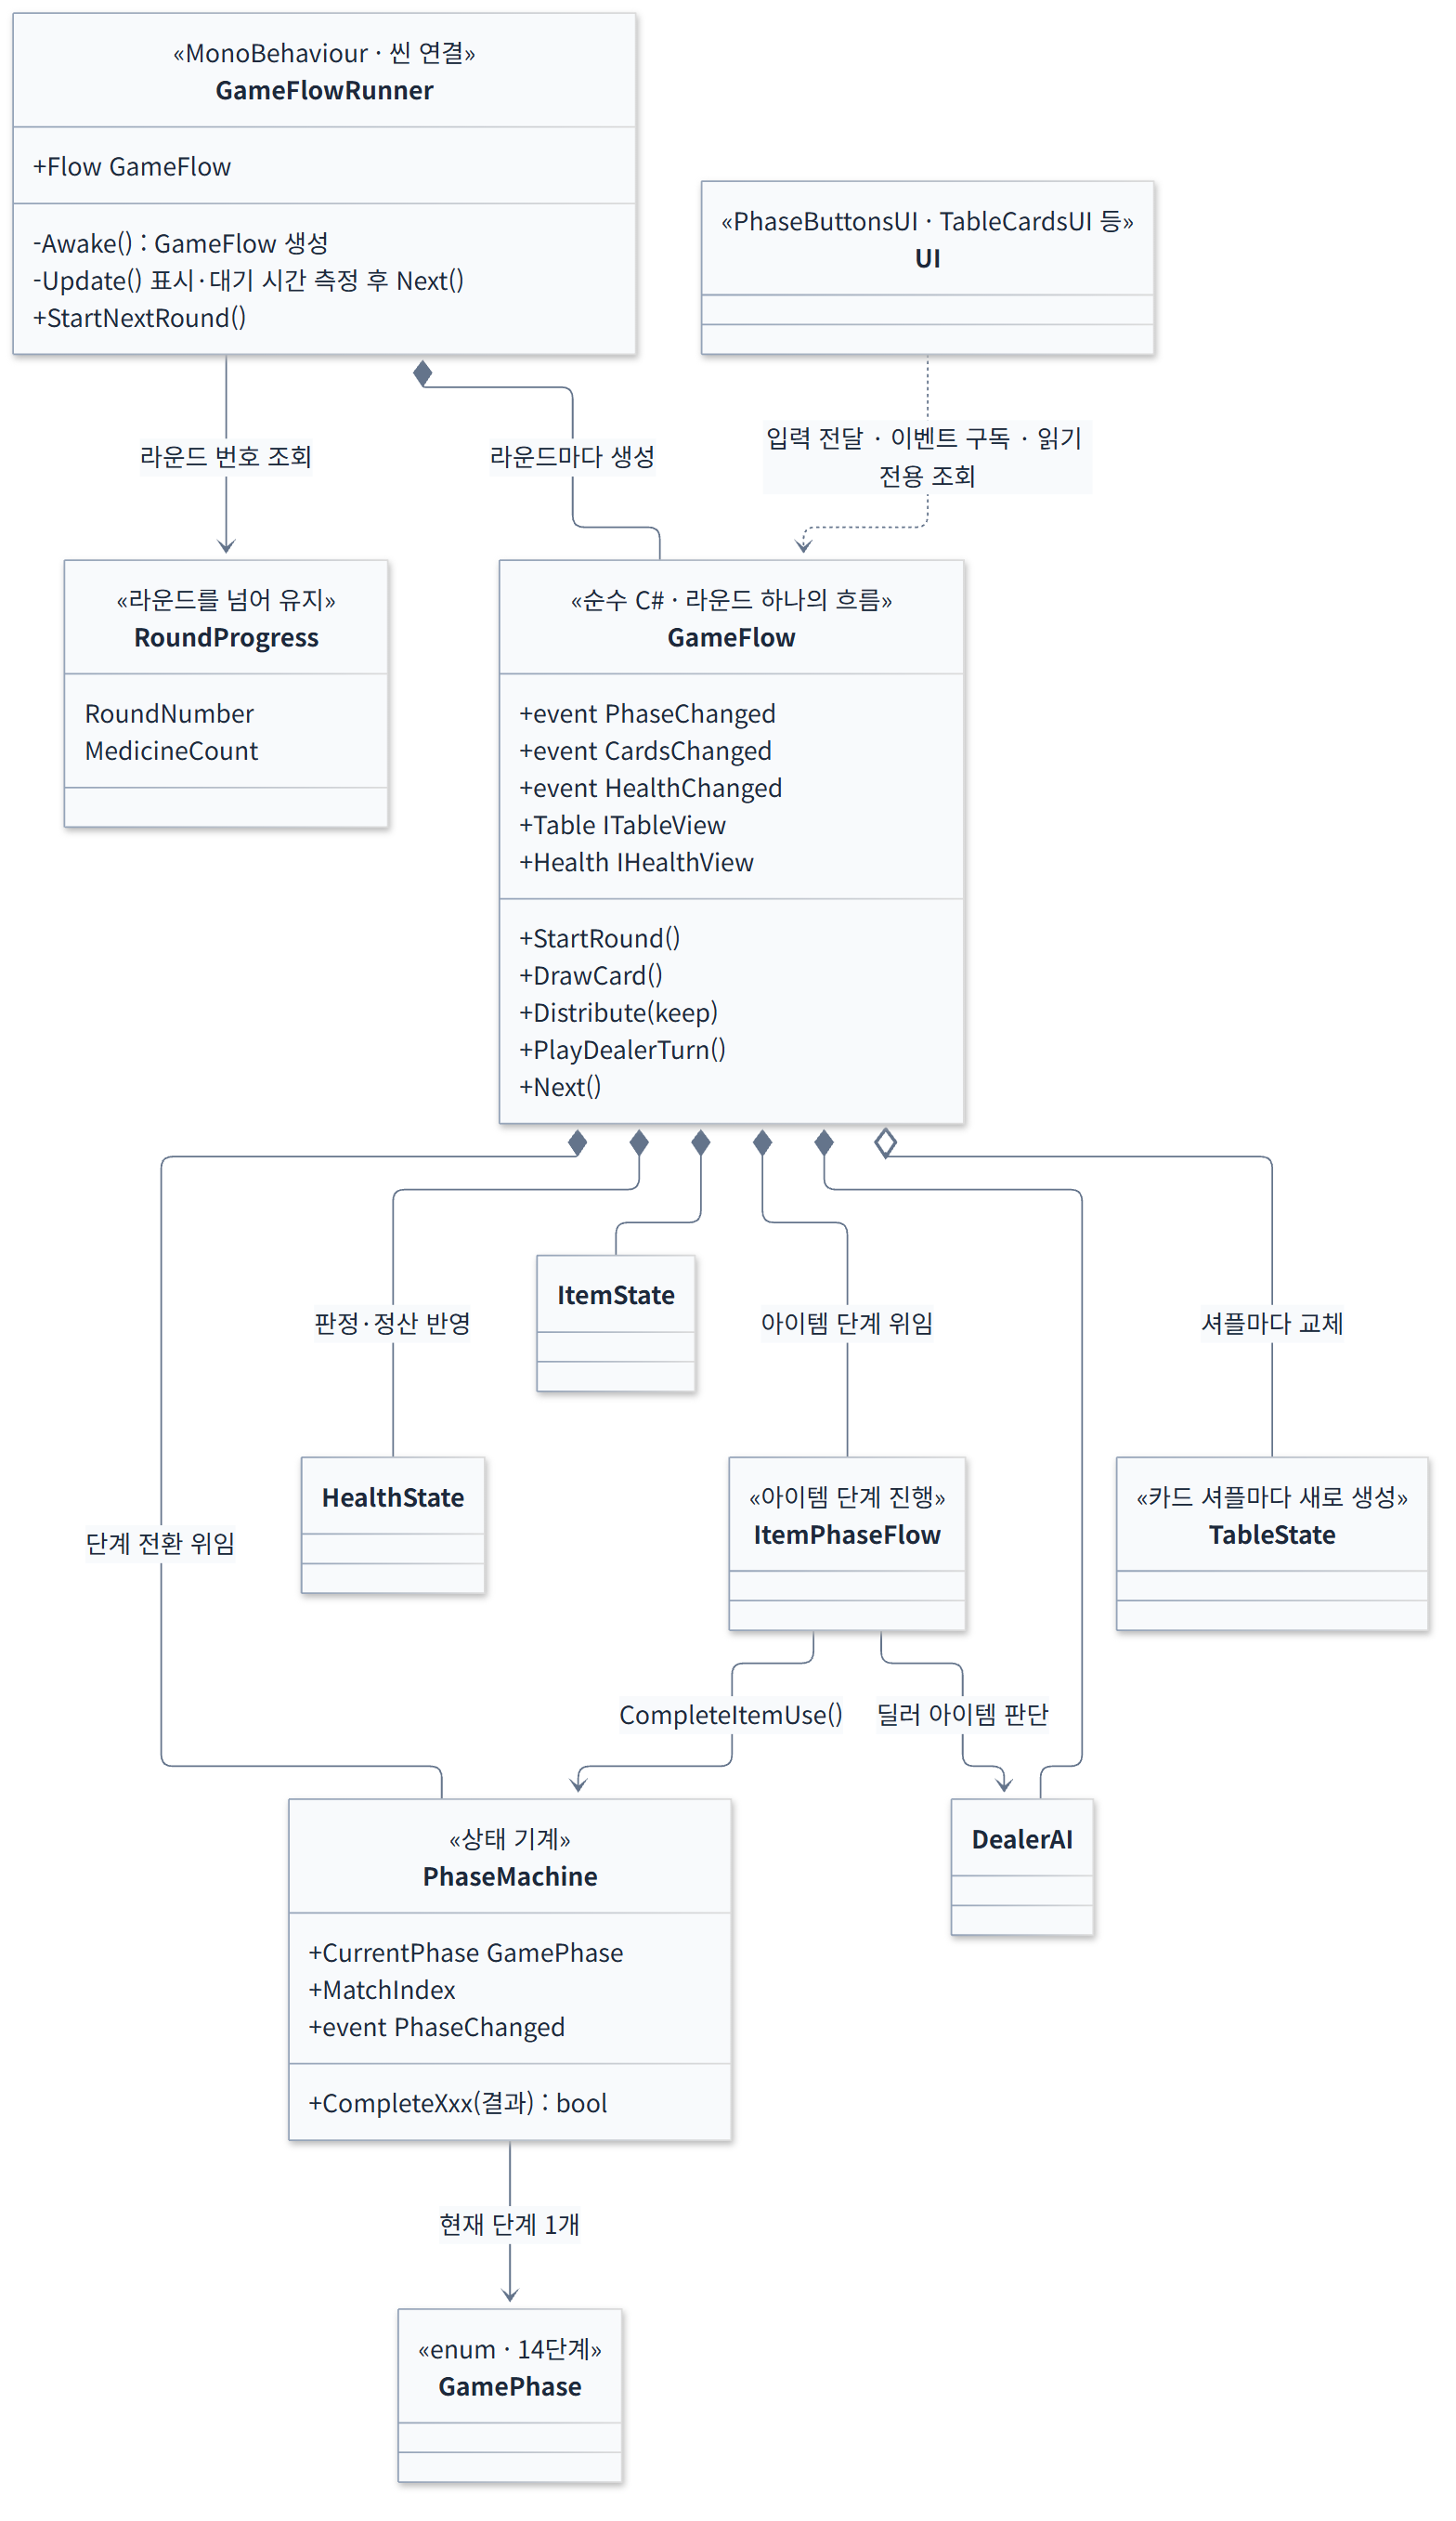 «MonoBehaviour · 씬 연결»
GameFlowRunner
+Flow GameFlow
-Awake() : GameFlow 생성
-Update() 표시·대기 시간 측정 후 Next()
+StartNextRound()
«PhaseButtonsUI · TableCardsUI 등»
UI
라운드 번호 조회
라운드마다 생성
입력 전달 · 이벤트 구독 · 읽기
전용 조회
«라운드를 넘어 유지»
RoundProgress
RoundNumber
MedicineCount
«순수 C# · 라운드 하나의 흐름»
GameFlow
+event PhaseChanged
+event CardsChanged
+event HealthChanged
+Table ITableView
+Health IHealthView
+StartRound()
+DrawCard()
+Distribute(keep)
+PlayDealerTurn()
+Next()
ItemState
판정·정산 반영
아이템 단계 위임
셔플마다 교체
HealthState
«아이템 단계 진행»
ItemPhaseFlow
«카드 셔플마다 새로 생성»
TableState
단계 전환 위임
CompleteItemUse()
딜러 아이템 판단
«상태 기계»
PhaseMachine
+CurrentPhase GamePhase
+MatchIndex
+event PhaseChanged
+CompleteXxx(결과) : bool
DealerAI
현재 단계 1개
«enum · 14단계»
GamePhase